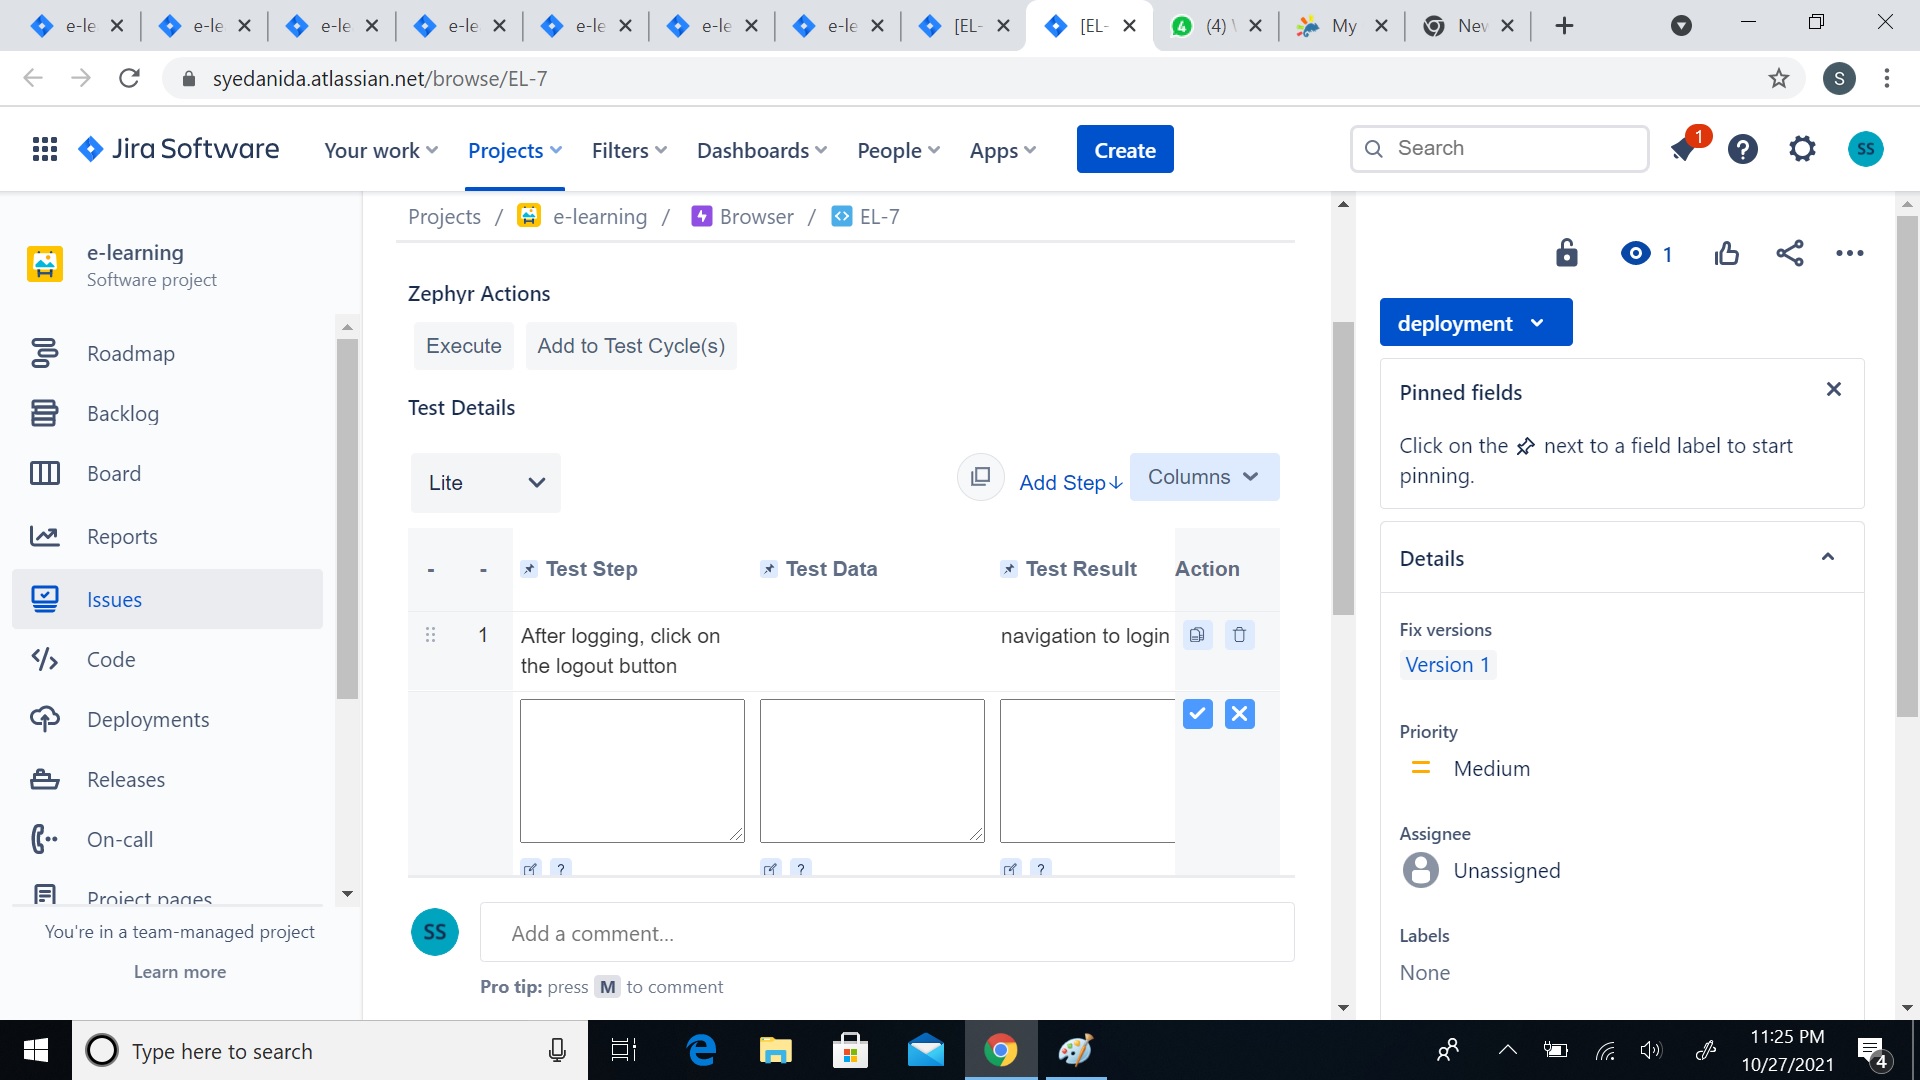 e-le
e-le
e-le
e-le
e-le
e-le
e-le
[EL-
[EL-
(4)
My
Nev
syedanida.atlassian.net/browse/EL-7
S
Jira Software
Your work
Projects
Filters
Dashboards
People
Apps
Create
Search
1
SS
e-learning
Software project
Roadmap
Backlog
Board
Reports
Issues
Code
Deployments
Releases
On-call
Project pages
You're in a team-managed project
Learn more
Projects / e-learning / Browser / EL-7
Zephyr Actions
Execute
Add to Test Cycle(s)
Test Details
Lite
Add Step↓
Columns
- - Test Step Test Data Test Result Action
1 After logging, click on navigation to login
the logout button
? ? ?
SS
Add a comment...
Pro tip: press M to comment
1
deployment
Pinned fields
Click on the next to a field label to start
pinning.
Details
Fix versions
Version 1
Priority
Medium
Assignee
Unassigned
Labels
None
Type here to search
11:25 PM
10/27/2021
4